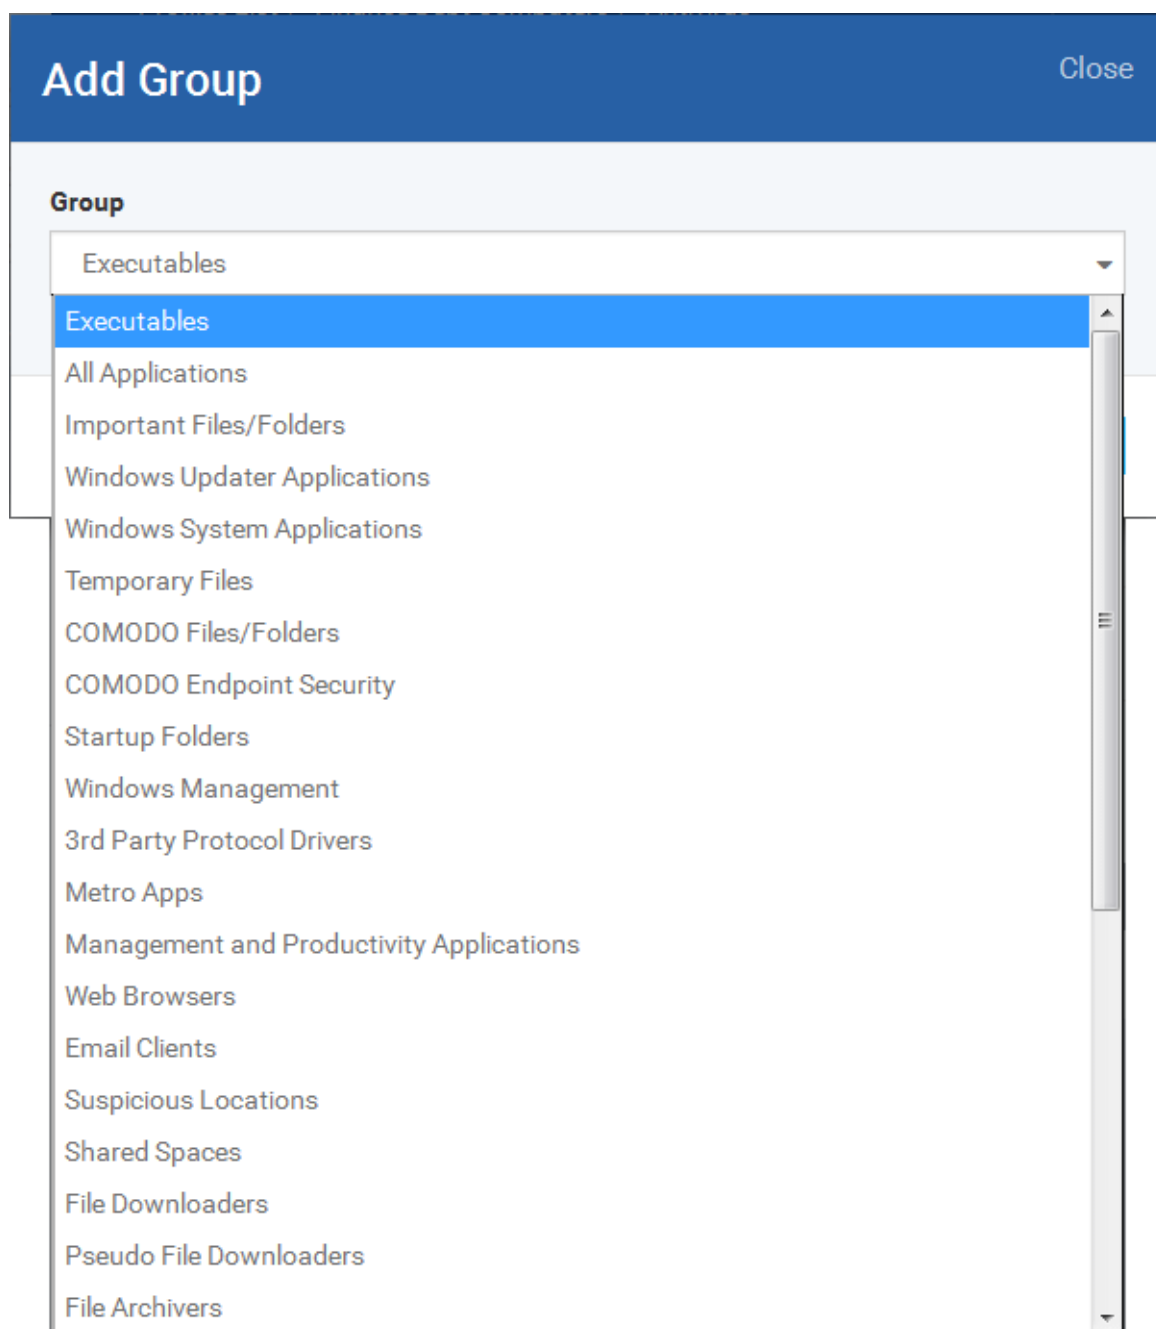 Add Group
Close
Group
Executables
Executables
All Applications
Important Files/Folders
Windows Updater Applications
Windows System Applications
Temporary Files
COMODO Files/Folders
COMODO Endpoint Security
Startup Folders
Windows Management
3rd Party Protocol Drivers
Metro Apps
Management and Productivity Applications
Web Browsers
Email Clients
Suspicious Locations
Shared Spaces
File Downloaders
Pseudo File Downloaders
File Archivers